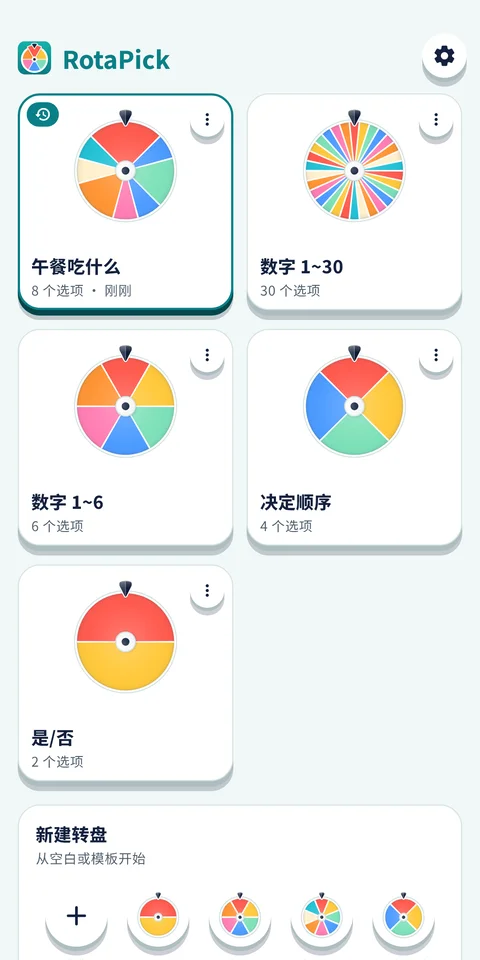 RotaPick
午餐吃什么
8 个选项 · 刚刚
数字 1~30
30 个选项
数字 1~6
6 个选项
决定顺序
4 个选项
是/否
2 个选项
新建转盘
从空白或模板开始